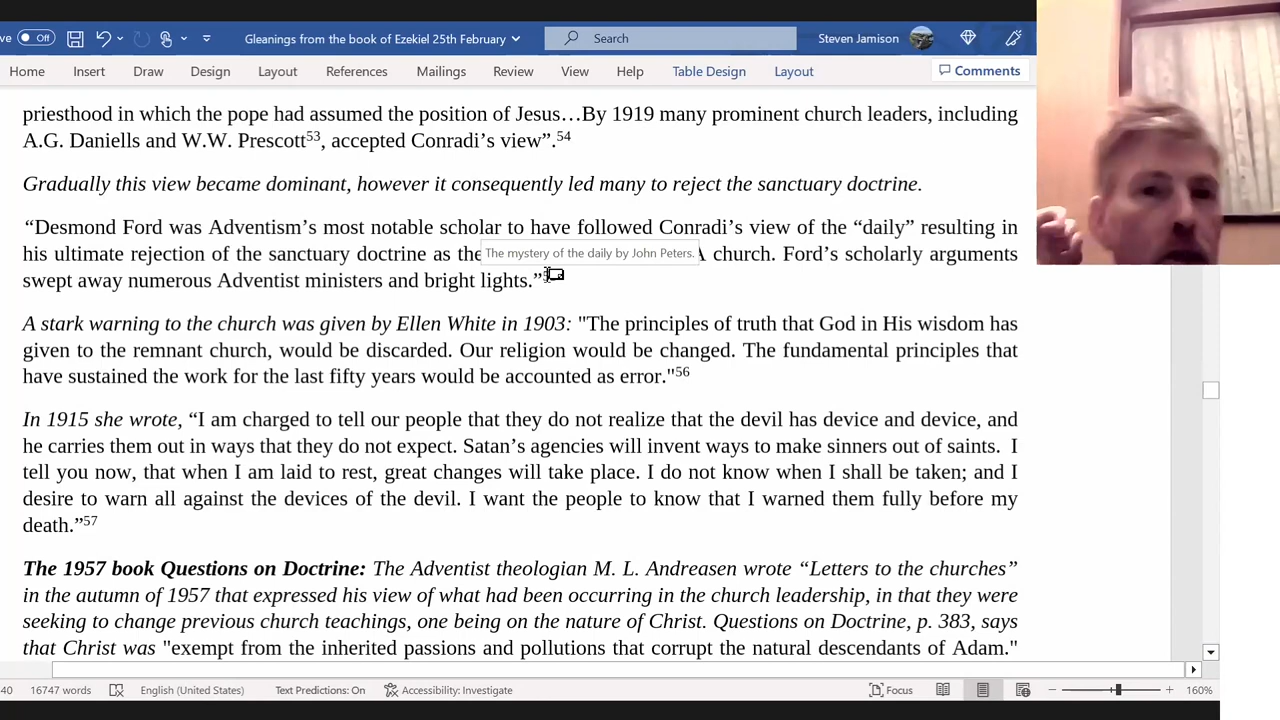 ve Off Gleanings from the book of Ezekiel 25th February Search Steven Jamison
Home Insert Draw Design Layout References Mailings Review View Help Table Design Layout Comments
priesthood in which the pope had assumed the position of Jesus…By 1919 many prominent church leaders, including
A.G. Daniells and W.W. Prescott53, accepted Conradi’s view”.54
Gradually this view became dominant, however it consequently led many to reject the sanctuary doctrine.
“Desmond Ford was Adventism’s most notable scholar to have followed Conradi’s view of the “daily” resulting in
his ultimate rejection of the sanctuary doctrine as the A church. Ford’s scholarly arguments
The mystery of the daily by John Peters.
swept away numerous Adventist ministers and bright lights.”
A stark warning to the church was given by Ellen White in 1903: "The principles of truth that God in His wisdom has
given to the remnant church, would be discarded. Our religion would be changed. The fundamental principles that
have sustained the work for the last fifty years would be accounted as error."56
In 1915 she wrote, “I am charged to tell our people that they do not realize that the devil has device and device, and
he carries them out in ways that they do not expect. Satan’s agencies will invent ways to make sinners out of saints. I
tell you now, that when I am laid to rest, great changes will take place. I do not know when I shall be taken; and I
desire to warn all against the devices of the devil. I want the people to know that I warned them fully before my
death.”57
The 1957 book Questions on Doctrine: The Adventist theologian M. L. Andreasen wrote “Letters to the churches”
in the autumn of 1957 that expressed his view of what had been occurring in the church leadership, in that they were
seeking to change previous church teachings, one being on the nature of Christ. Questions on Doctrine, p. 383, says
that Christ was "exempt from the inherited passions and pollutions that corrupt the natural descendants of Adam."
40 16747 words English (United States) Text Predictions: On Accessibility: Investigate Focus 160%